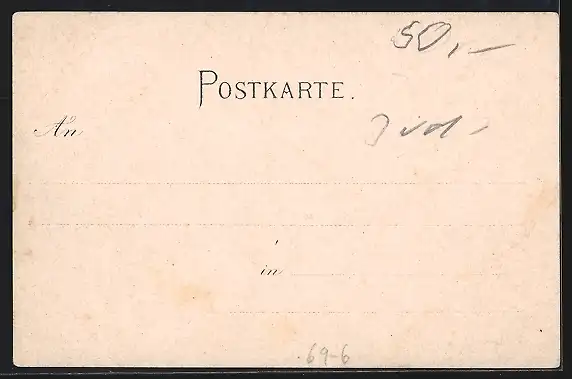 50,-
POSTKARTE.
An
in
69-6